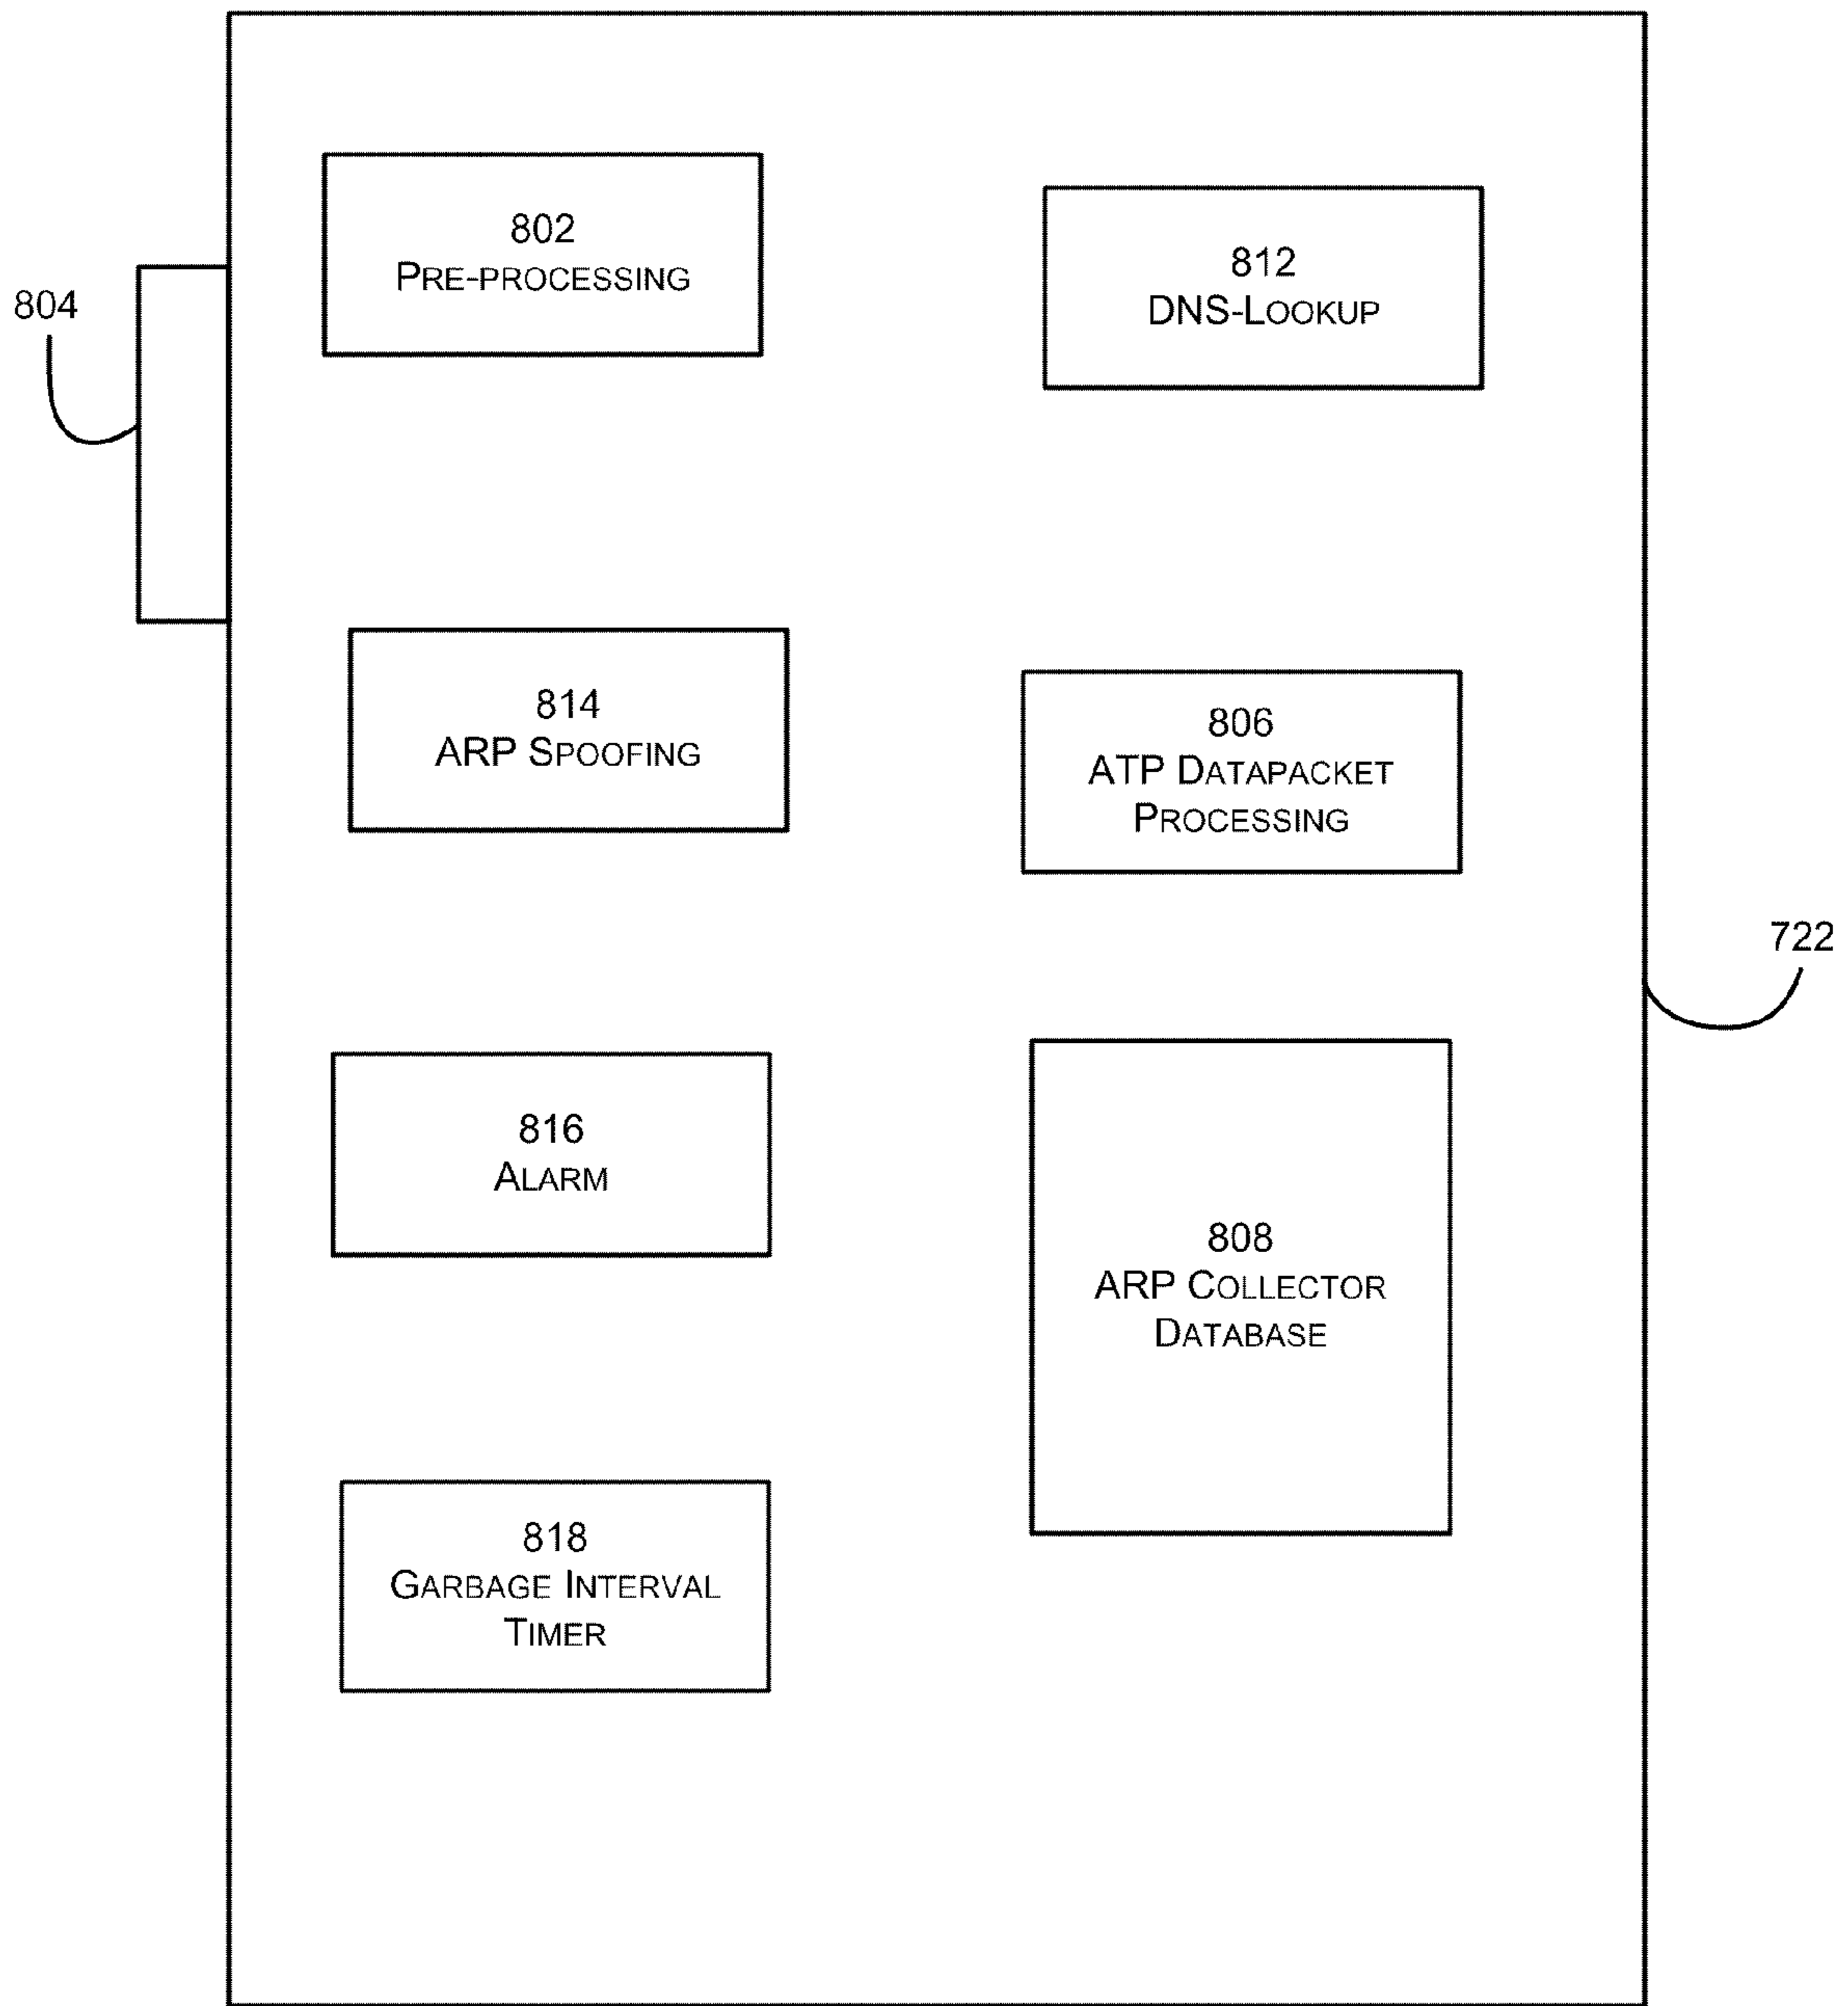 802
PRE-PROCESSING
812
DNS-LOOKUP
804
814
ARP SPOOFING
806
ATP DATAPACKET
PROCESSING
722
816
ALARM
808
ARP COLLECTOR
DATABASE
818
GARBAGE INTERVAL
TIMER